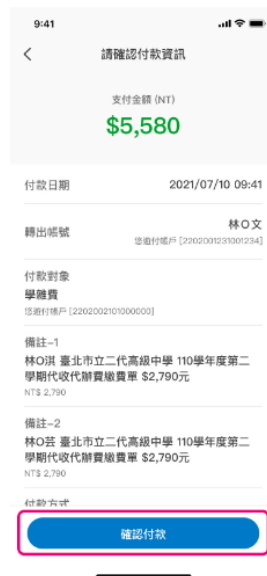 9:41
請確認付款資訊
支付金額 (NT)
$5,580
付款日期 2021/07/10 09:41
轉出帳號 林O文
悠遊付帳戶 [2202001231001234]
付款對象
學雜費
悠遊付帳戶 [2202002101000000]
備註-1
林O淇 臺北市立二代高級中學 110學年度第二
學期代收代辦費繳費單 $2,790元
NT$ 2,790
備註-2
林O芸 臺北市立二代高級中學 110學年度第二
學期代收代辦費繳費單 $2,790元
NT$ 2,790
付款方式
確認付款